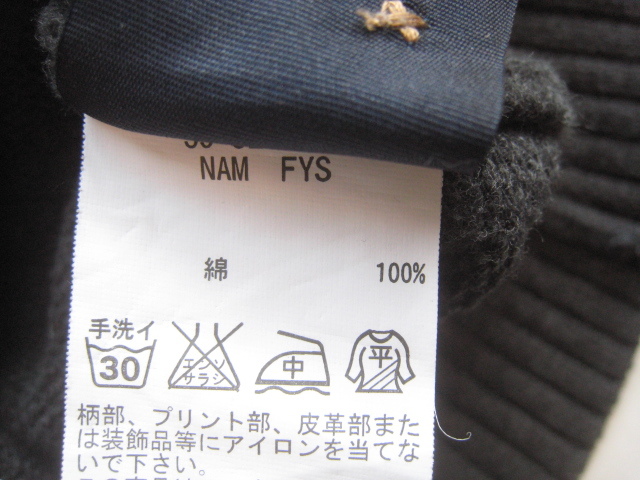 NAM FYS
綿 100%
手洗イ
30
エンソ
サラシ
中
平
柄部、プリント部、皮革部また
は装飾品等にアイロンを当てな
いで下さい。